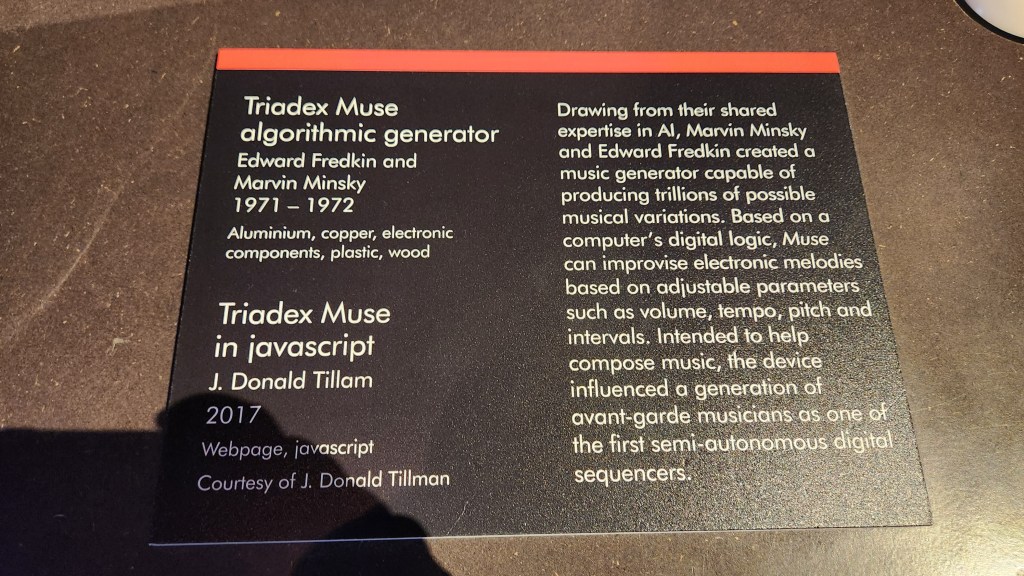 Triadex Muse
algorithmic generator
Edward Fredkin and
Marvin Minsky
1971 – 1972
Aluminium, copper, electronic
components, plastic, wood
Triadex Muse
in javascript
J. Donald Tillam
2017
Webpage, javascript
Courtesy of J. Donald Tillman
Drawing from their shared
expertise in AI, Marvin Minsky
and Edward Fredkin created a
music generator capable of
producing trillions of possible
musical variations. Based on a
computer's digital logic, Muse
can improvise electronic melodies
based on adjustable parameters
such as volume, tempo, pitch and
intervals. Intended to help
compose music, the device
influenced a generation of
avant-garde musicians as one of
the first semi-autonomous digital
sequencers.